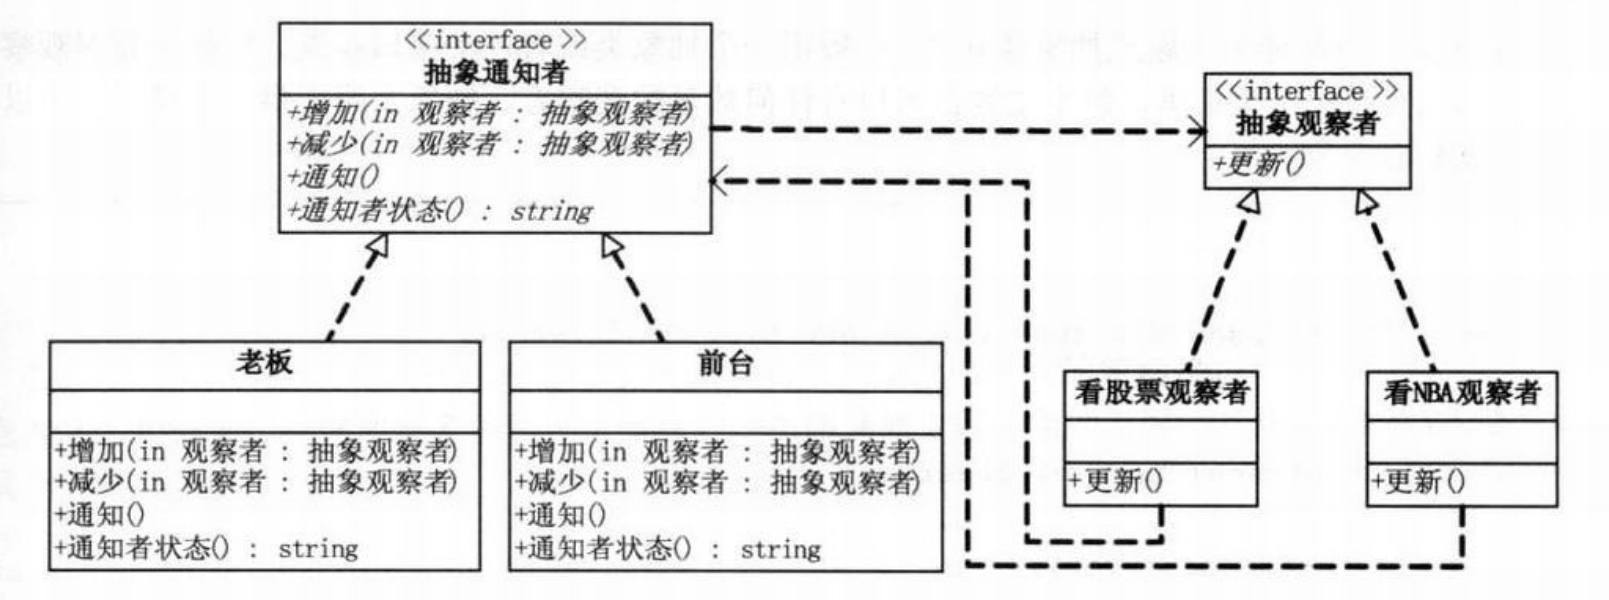 <<interface>>
抽象通知者
+增加(in 观察者 : 抽象观察者)
+减少(in 观察者 : 抽象观察者)
+通知()
+通知者状态() : string
<<interface>>
抽象观察者
+更新()
老板
+增加(in 观察者 : 抽象观察者)
+减少(in 观察者 : 抽象观察者)
+通知()
+通知者状态() : string
前台
+增加(in 观察者 : 抽象观察者)
+减少(in 观察者 : 抽象观察者)
+通知()
+通知者状态() : string
看股票观察者
+更新()
看NBA观察者
+更新()